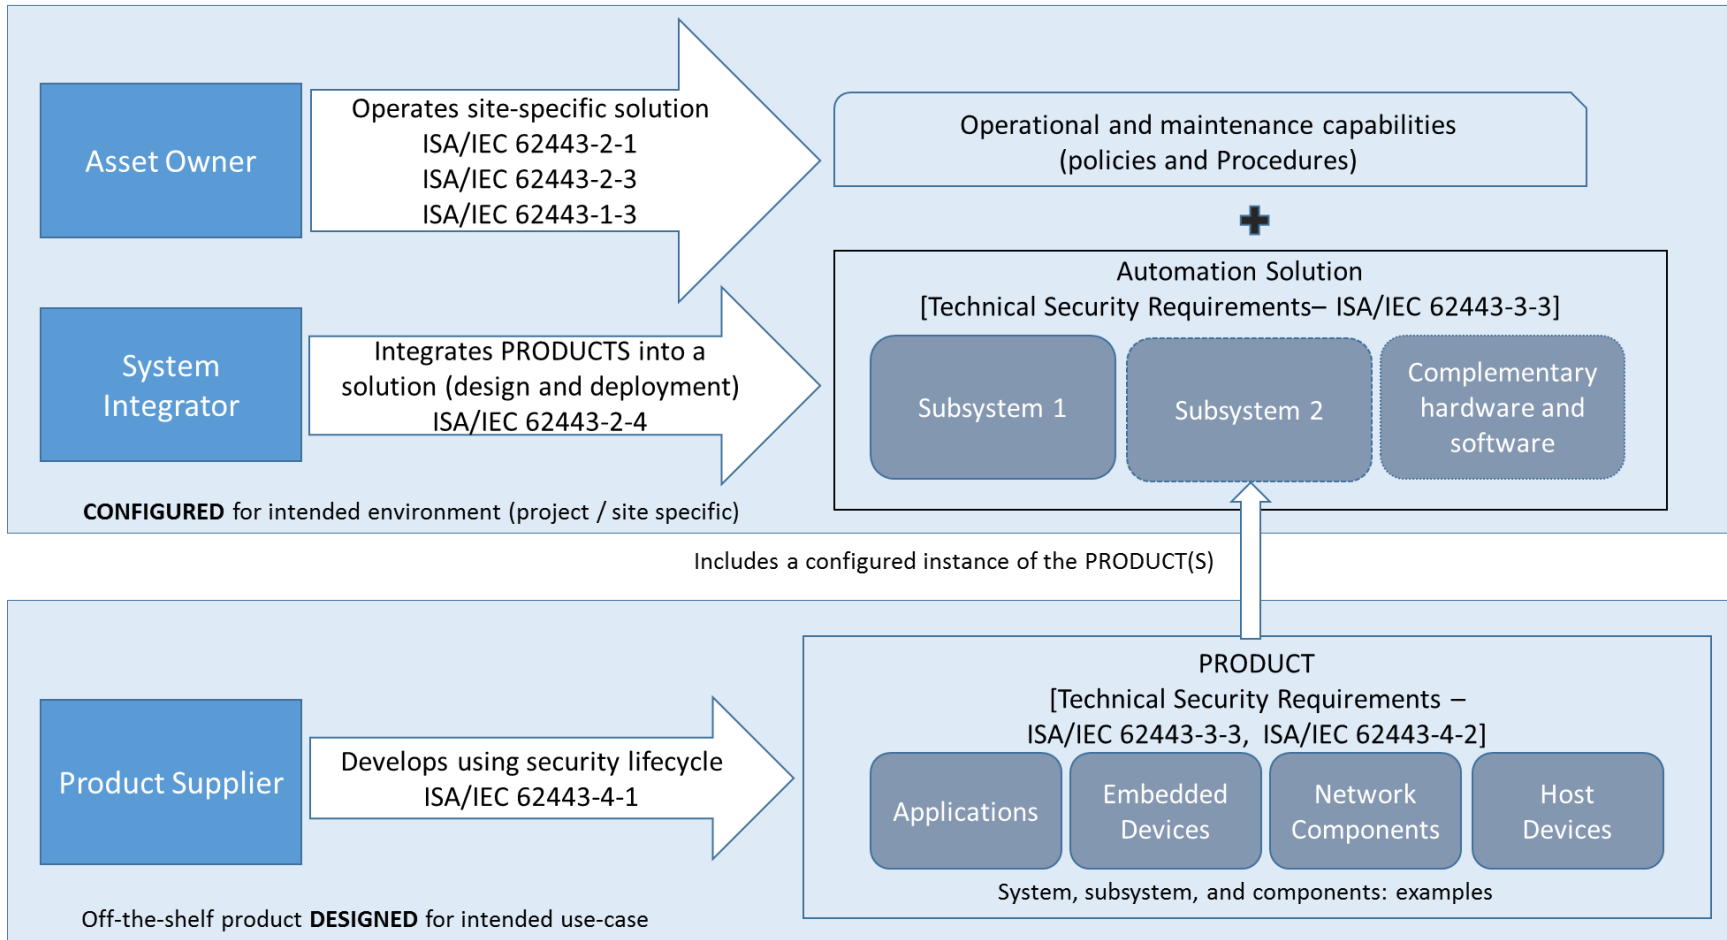 Asset Owner
Operates site-specific solution
ISA/IEC 62443-2-1
ISA/IEC 62443-2-3
ISA/IEC 62443-1-3
Operational and maintenance capabilities
(policies and Procedures)
System
Integrator
Integrates PRODUCTS into a
solution (design and deployment)
ISA/IEC 62443-2-4
Automation Solution
[Technical Security Requirements– ISA/IEC 62443-3-3]
Subsystem 1
Subsystem 2
Complementary
hardware and
software
CONFIGURED for intended environment (project / site specific)
Includes a configured instance of the PRODUCT(S)
Product Supplier
Develops using security lifecycle
ISA/IEC 62443-4-1
PRODUCT
[Technical Security Requirements –
ISA/IEC 62443-3-3, ISA/IEC 62443-4-2]
Applications
Embedded
Devices
Network
Components
Host
Devices
System, subsystem, and components: examples
Off-the-shelf product DESIGNED for intended use-case